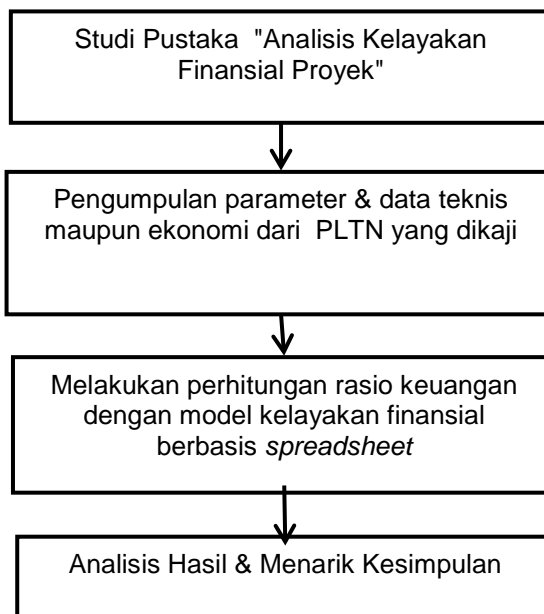 Studi Pustaka "Analisis Kelayakan
Finansial Proyek"
Pengumpulan parameter & data teknis
maupun ekonomi dari PLTN yang dikaji
Melakukan perhitungan rasio keuangan
dengan model kelayakan finansial
berbasis spreadsheet
Analisis Hasil & Menarik Kesimpulan